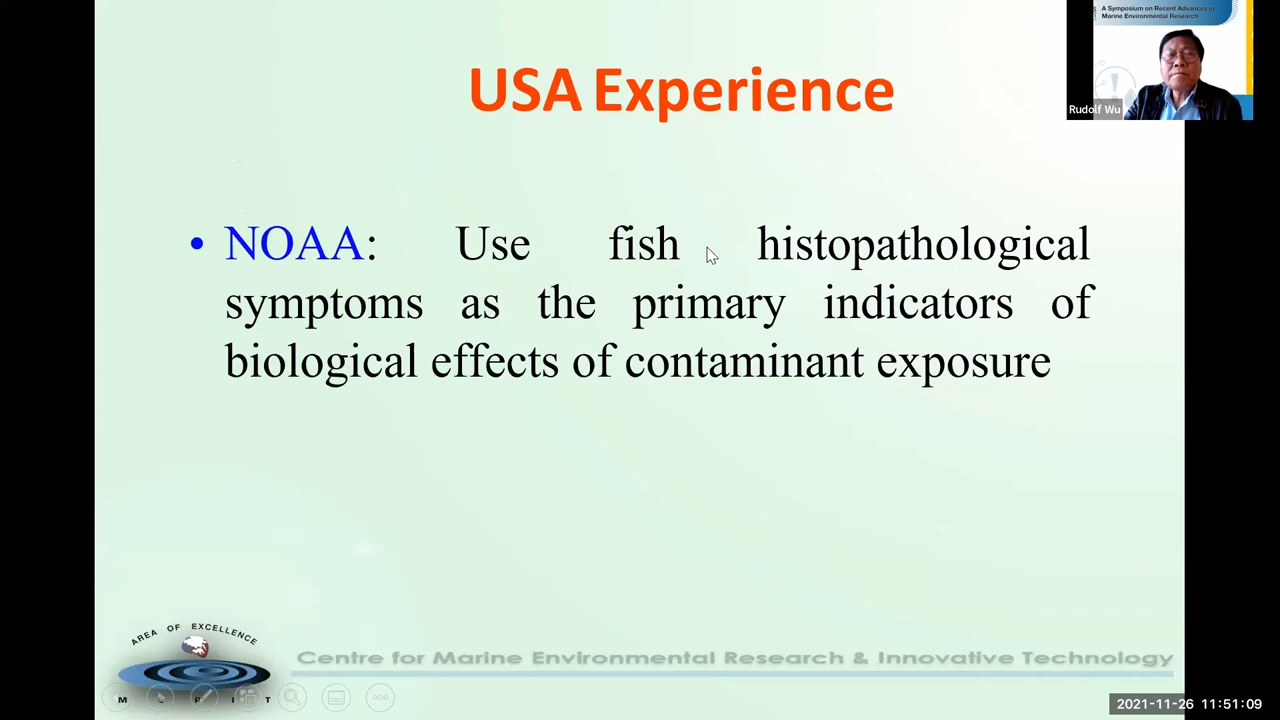 A Symposium on Recent Advances in
Marine Environmental Research
USA Experience
Rudolf Wu
• NOAA: Use fish histopathological
symptoms as the primary indicators of
biological effects of contaminant exposure
AREA OF EXCELLENCE
Centre for Marine Environmental Research & Innovative Technology
2021-11-26 11:51:09